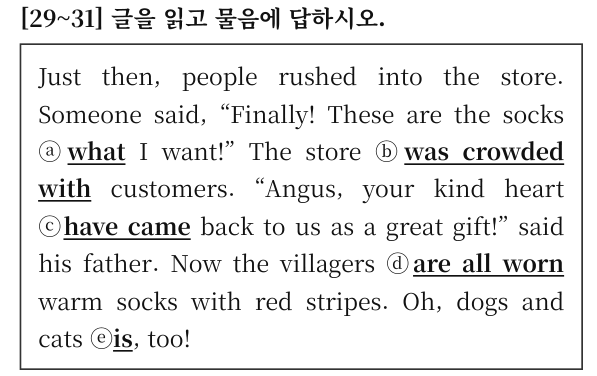 [29~31] 글을 읽고 물음에 답하시오.
Just then, people rushed into the store.
Someone said, “Finally! These are the socks
ⓐ what I want!” The store ⓑ was crowded
with customers. “Angus, your kind heart
ⓒhave came back to us as a great gift!” said
his father. Now the villagers ⓓare all worn
warm socks with red stripes. Oh, dogs and
cats ⓔis, too!